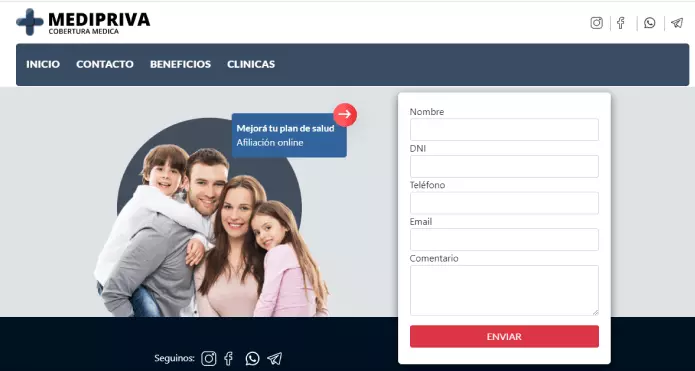 MEDIPRIVA
COBERTURA MEDICA
INICIO CONTACTO BENEFICIOS CLINICAS
Mejorá tu plan de salud
Afiliación online
Nombre
DNI
Teléfono
Email
Comentario
ENVIAR
Seguinos: